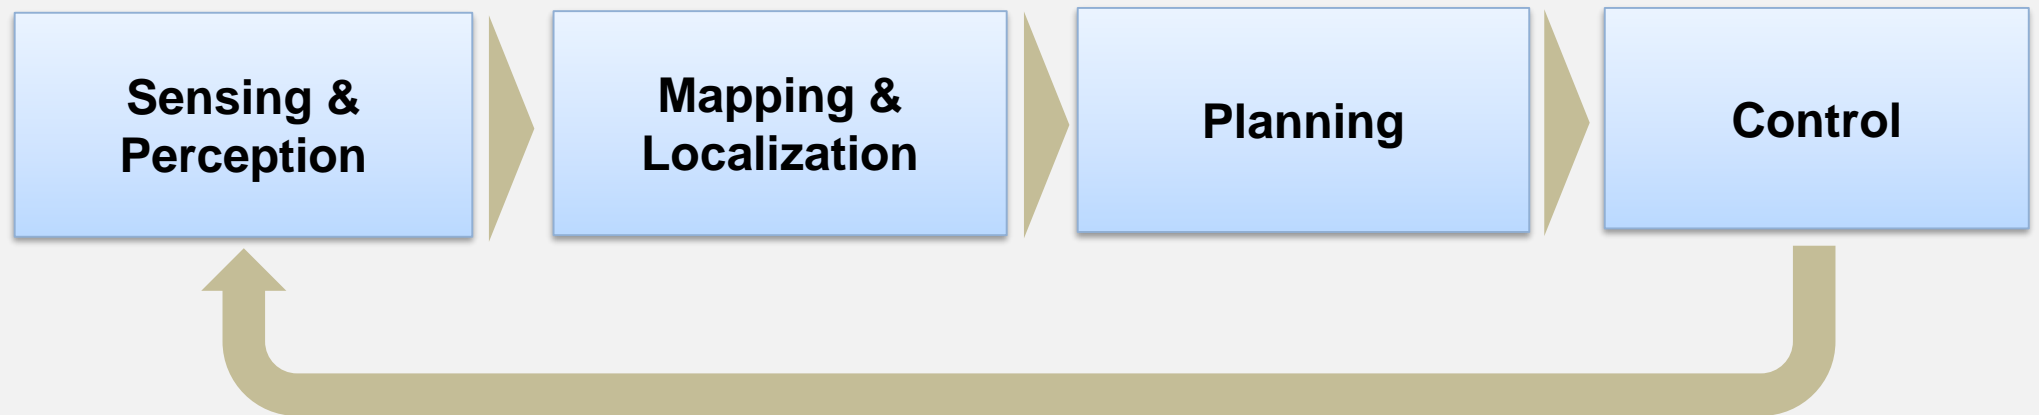 Sensing &
Perception
Mapping &
Localization
Planning
Control